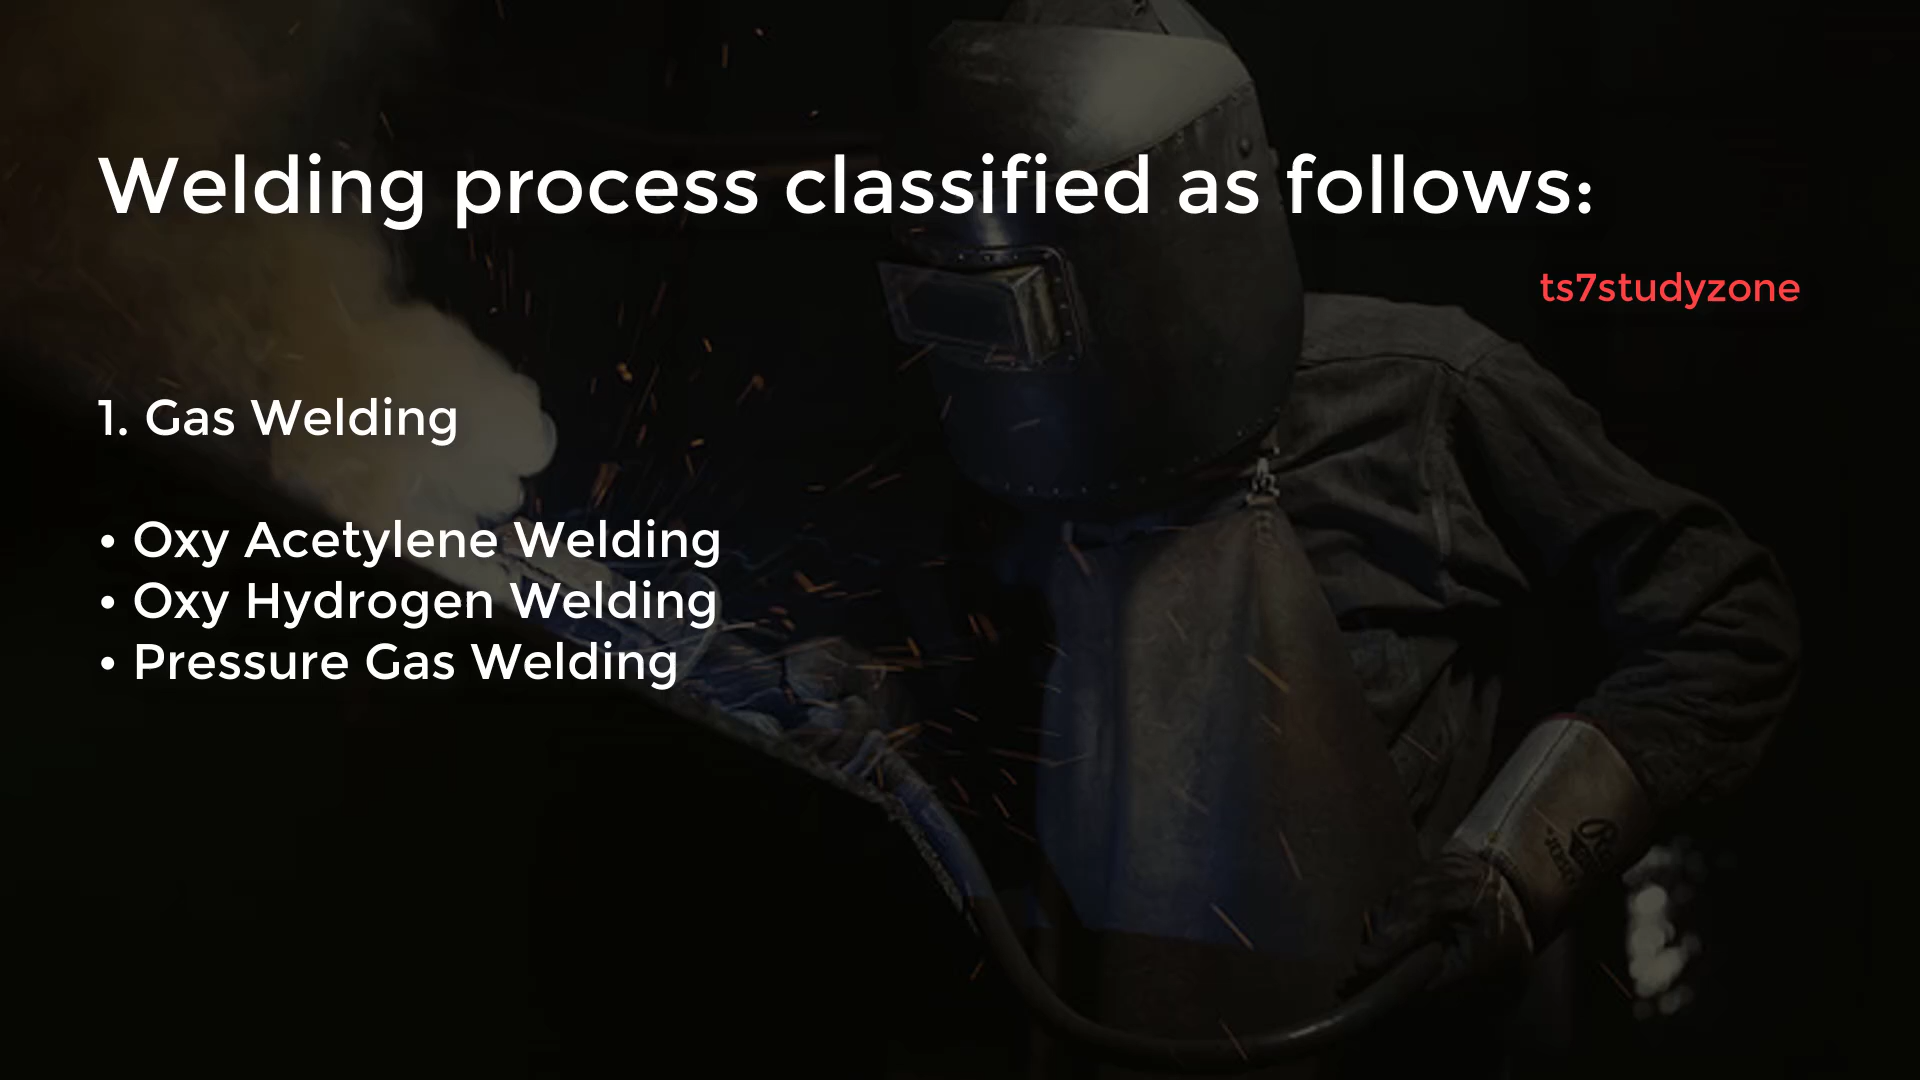 Welding process classified as follows:
ts7studyzone
1. Gas Welding
• Oxy Acetylene Welding
• Oxy Hydrogen Welding
• Pressure Gas Welding